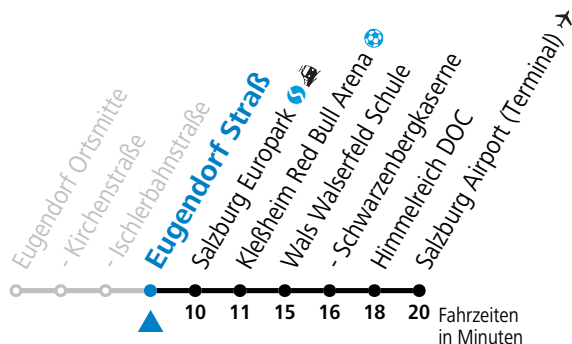 Eugendorf Ortsmitte
- Kirchenstraße
- Ischlerbahnstraße
Eugendorf Straß
Salzburg Europark
Kleßheim Red Bull Arena
Wals Walserfeld Schule
- Schwarzenbergkaserne
Himmelreich DOC
Salzburg Airport (Terminal)
10 11 15 16 18 20 Fahrzeiten
in Minuten